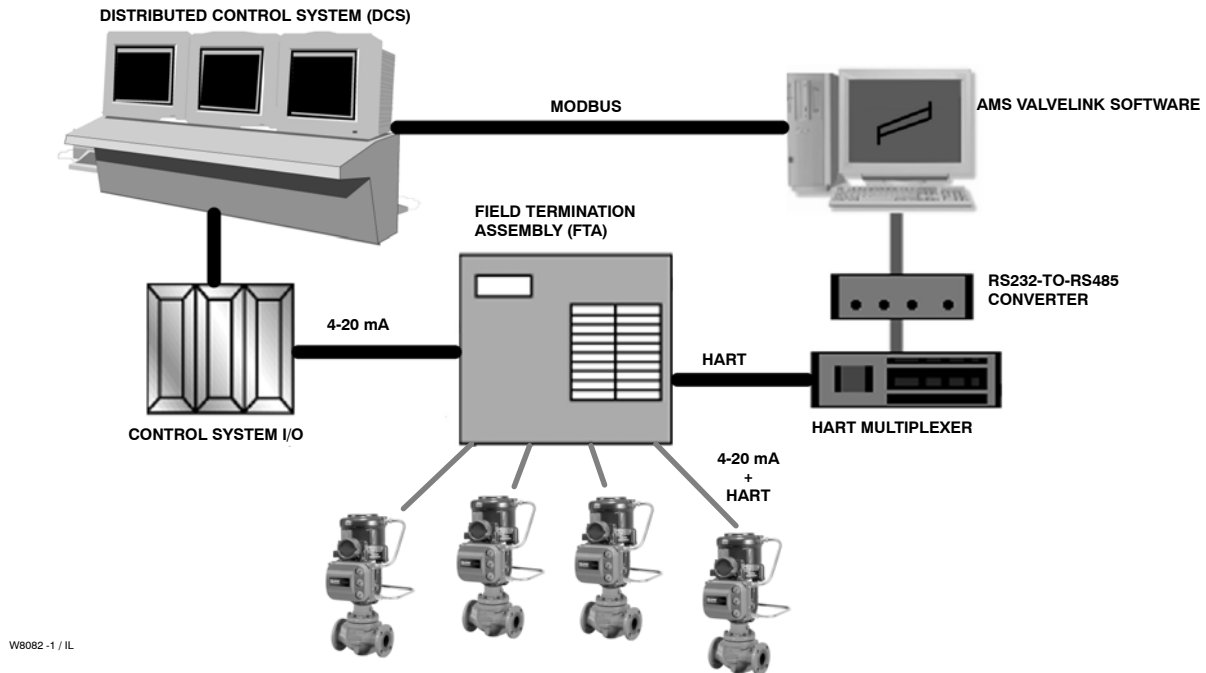 DISTRIBUTED CONTROL SYSTEM (DCS)
MODBUS
AMS VALVELINK SOFTWARE
FIELD TERMINATION
ASSEMBLY (FTA)
RS232-TO-RS485
CONVERTER
4-20 mA
HART
CONTROL SYSTEM I/O
HART MULTIPLEXER
4-20 mA
+
HART
W8082 -1 / IL